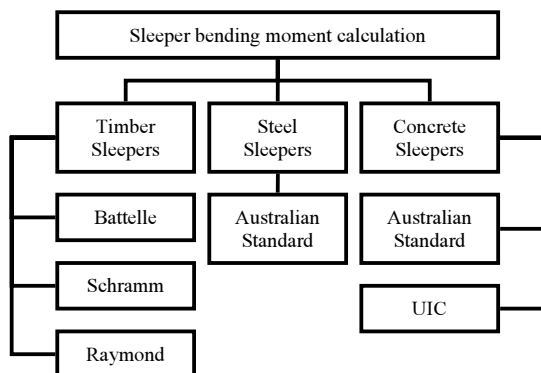 Sleeper bending moment calculation
Timber
Sleepers
Steel
Sleepers
Concrete
Sleepers
Battelle
Australian
Standard
Australian
Standard
Schramm
UIC
Raymond